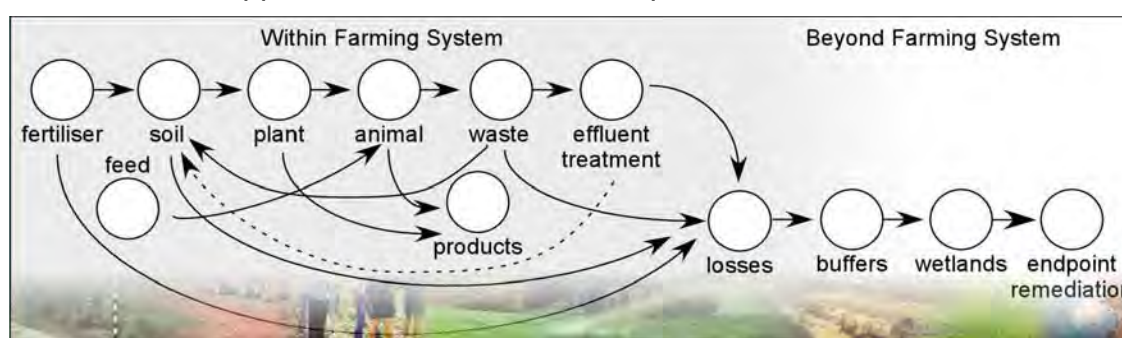 Within Farming System
Beyond Farming System
fertiliser
soil
plant
animal
waste
effluent
treatment
feed
products
losses
buffers
wetlands
endpoint
remediation